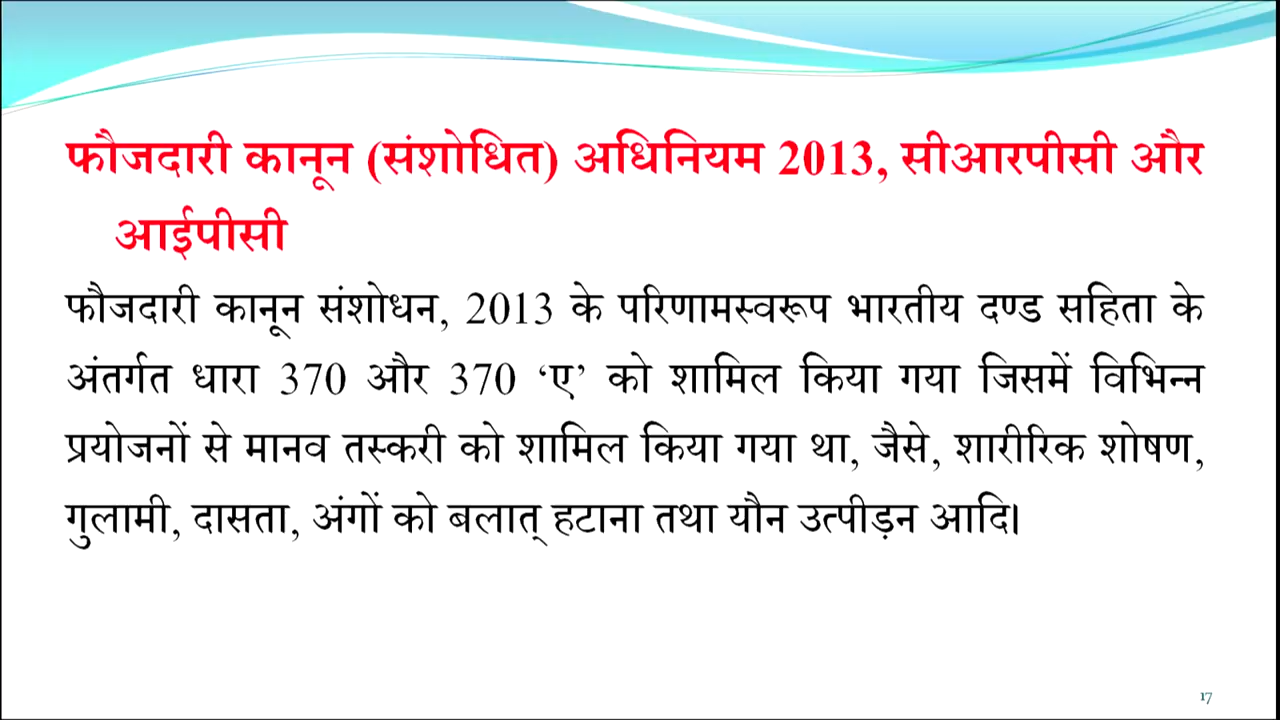 फौजदारी कानून (संशोधित) अधिनियम 2013, सीआरपीसी और
आईपीसी
फौजदारी कानून संशोधन, 2013 के परिणामस्वरूप भारतीय दण्ड सहिता के
अंतर्गत धारा 370 और 370 ‘ए’ को शामिल किया गया जिसमें विभिन्न
प्रयोजनों से मानव तस्करी को शामिल किया गया था, जैसे, शारीरिक शोषण,
गुलामी, दासता, अंगों को बलात् हटाना तथा यौन उत्पीड़न आदि।
17